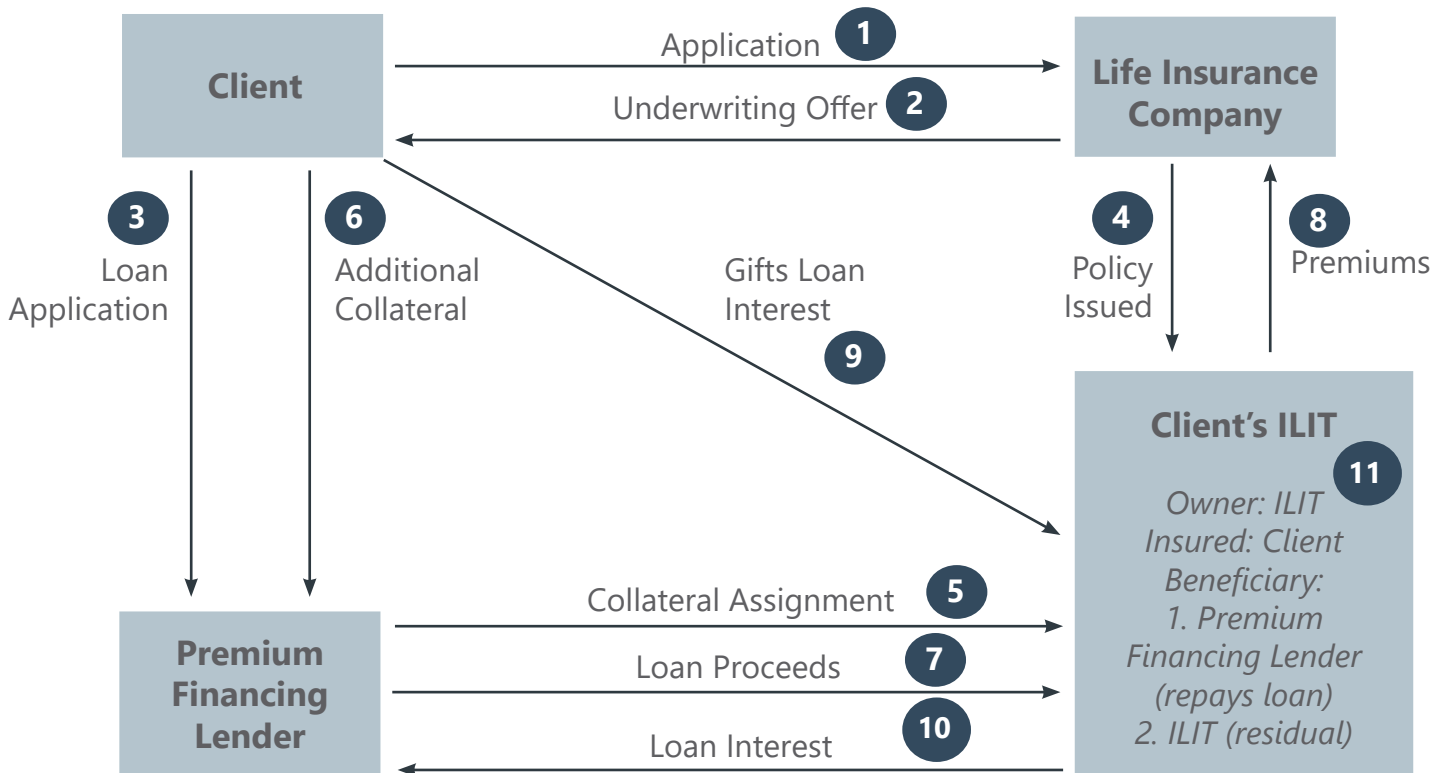 Client
Application
1
Underwriting Offer
2
Life Insurance
Company
3
Loan
Application
6
Additional
Collateral
Gifts Loan
Interest
9
4
Policy
Issued
8
Premiums
Client’s ILIT
11
Owner: ILIT
Insured: Client
Beneficiary:
1. Premium
Financing Lender
(repays loan)
2. ILIT (residual)
Premium
Financing
Lender
Collateral Assignment
5
Loan Proceeds
7
Loan Interest
10